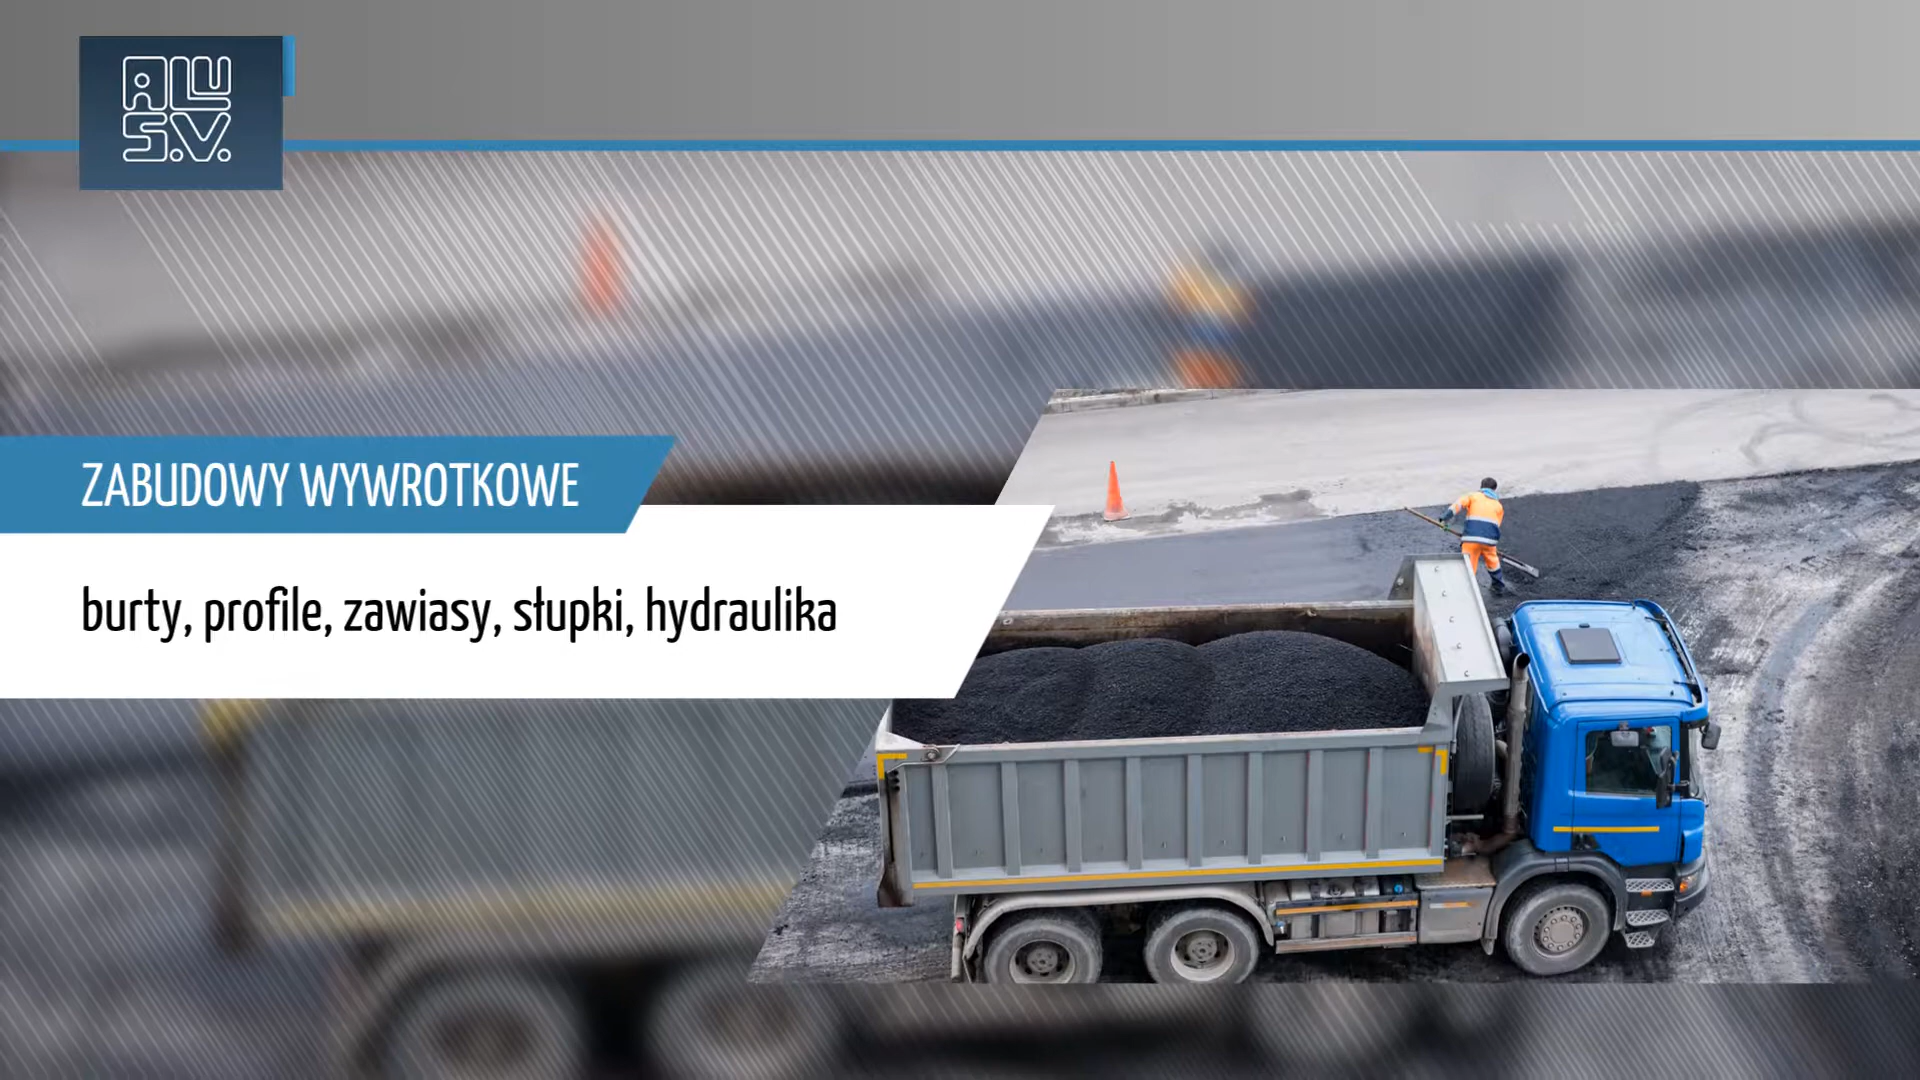 ALU
S.V.
ZABUDOWY WYWROTKOWE
burty, profile, zawiasy, słupki, hydraulika